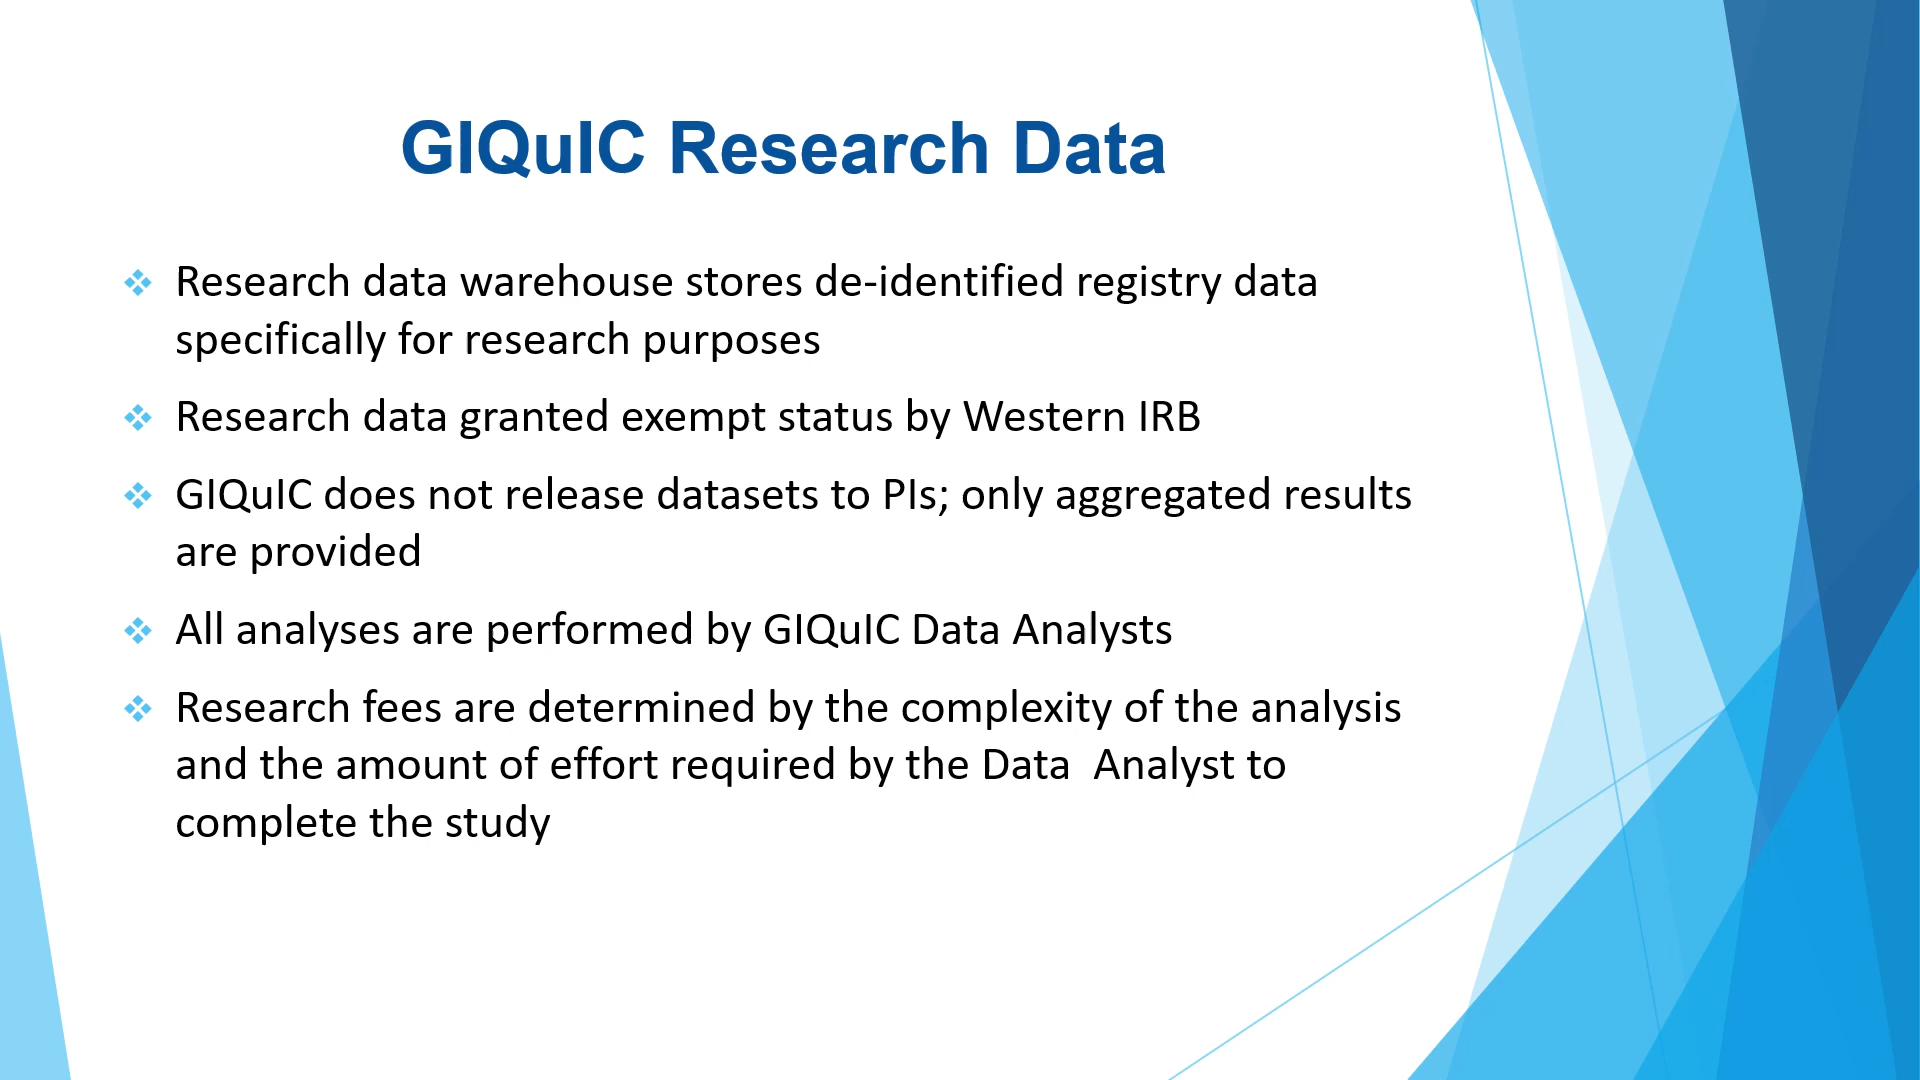 GIQuIC Research Data
❖ Research data warehouse stores de-identified registry data
specifically for research purposes
❖ Research data granted exempt status by Western IRB
❖ GIQuIC does not release datasets to PIs; only aggregated results
are provided
❖ All analyses are performed by GIQuIC Data Analysts
❖ Research fees are determined by the complexity of the analysis
and the amount of effort required by the Data  Analyst to
complete the study